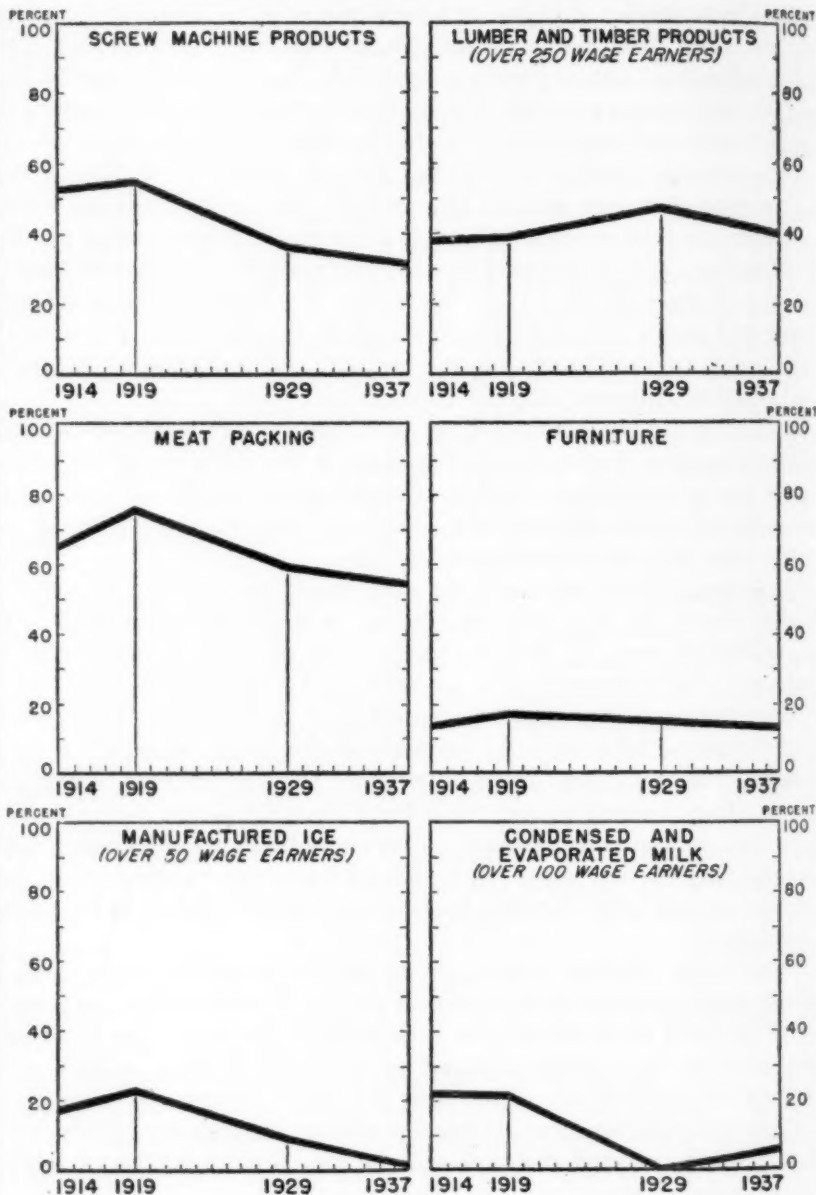 PERCENT
PERCENT
SCREW MACHINE PRODUCTS
100
80
60
40
20
0
1914 1919 1929 1937
LUMBER AND TIMBER PRODUCTS
(OVER 250 WAGE EARNERS)
100
80
60
40
20
0
1914 1919 1929 1937
PERCENT
PERCENT
MEAT PACKING
100
80
60
40
20
0
1914 1919 1929 1937
FURNITURE
100
80
60
40
20
0
1914 1919 1929 1937
PERCENT
PERCENT
MANUFACTURED ICE
(OVER 50 WAGE EARNERS)
100
80
60
40
20
0
1914 1919 1929 1937
CONDENSED AND
EVAPORATED MILK
(OVER 100 WAGE EARNERS)
100
80
60
40
20
0
1914 1919 1929 1937